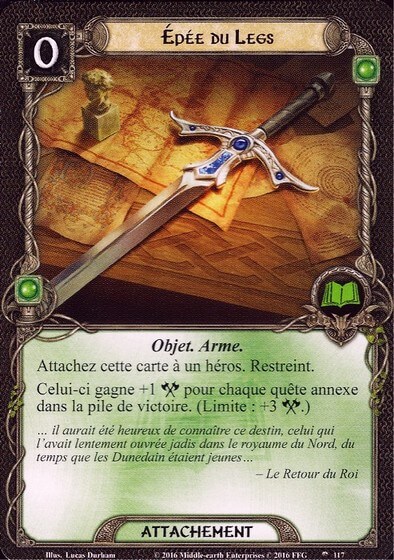 0
Épée du Legs
Objet. Arme.
Attachez cette carte à un héros. Restreint.
Celui-ci gagne +1 pour chaque quête annexe
dans la pile de victoire. (Limite : +3 .)
... il aurait été heureux de connaître ce destin, celui qui
l'avait lentement ouvrée jadis dans le royaume du Nord, du
temps que les Dunedain étaient jeunes...
– Le Retour du Roi
ATTACHEMENT
Illus. Lucas Durham © 2016 Middle-earth Enterprises © 2016 FFG 117